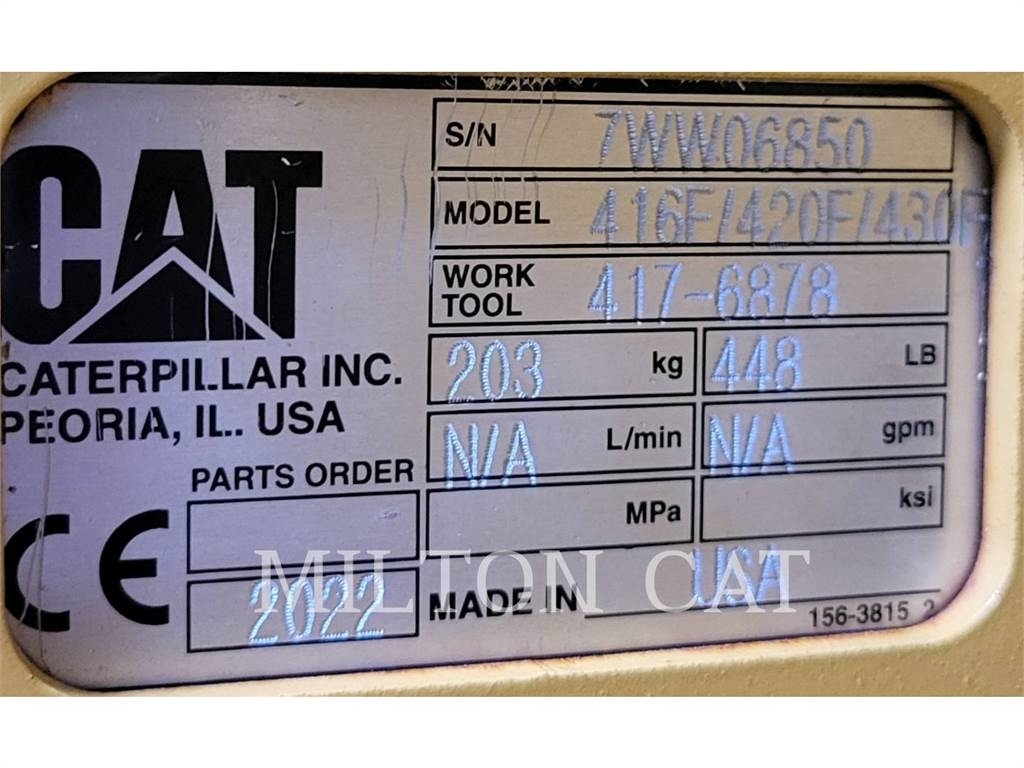 CAT
CATERPILLAR INC.
PEORIA, IL.. USA
S/N 7WW06850
MODEL 416F/420F/430F
WORK TOOL 417-6878
203 kg 448 LB
N/A L/min N/A gpm
PARTS ORDER
MPa ksi
CE
2022
MADE IN USA
156-3815 2
MILTON CAT